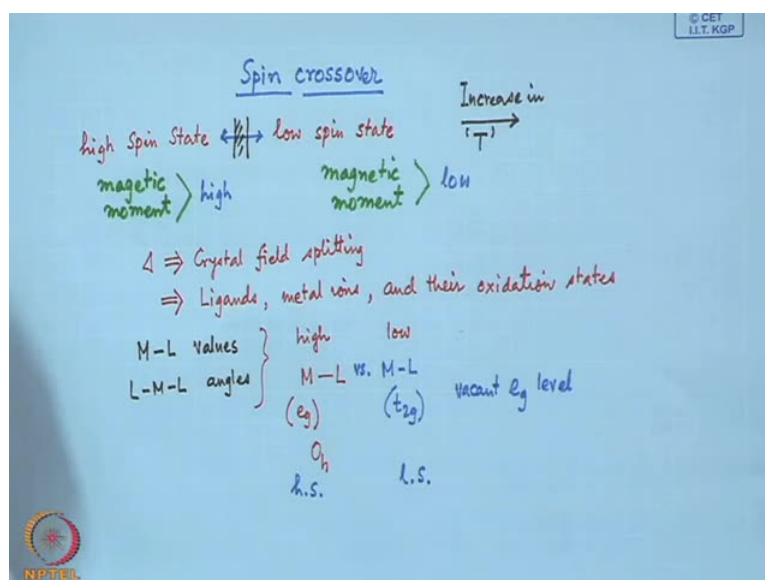 © CET
I.I.T. KGP
Spin crossover
Increase in
'T'
high Spin State ⟷ low spin state
magetic moment > high
magnetic moment > low
Δ ⇒ Crystal field splitting
⇒ Ligands, metal ions, and their oxidation states
M-L values } high low
L-M-L angles M-L vs. M-L
(eg) (t2g) vacant eg level
Oh
h.s. l.s.
NPTEL